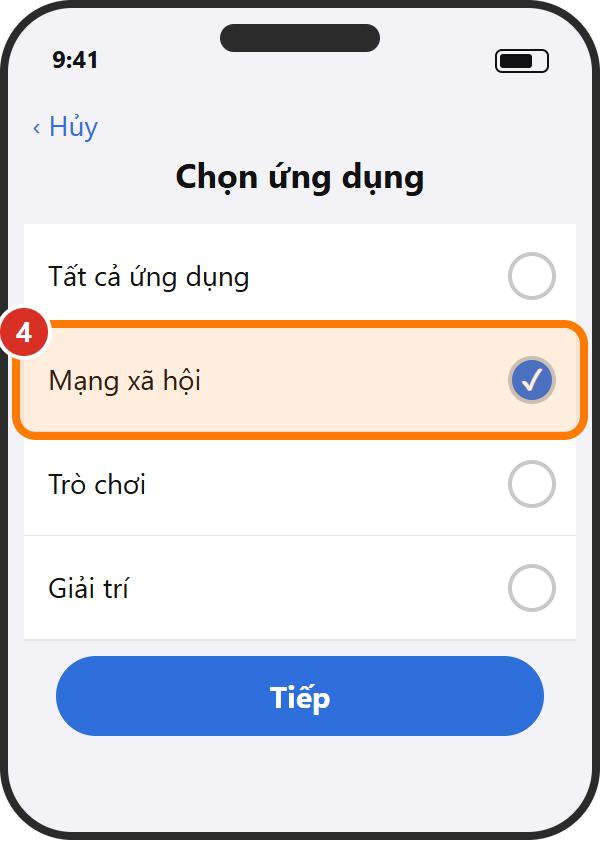 9:41
‹ Hủy
Chọn ứng dụng
Tất cả ứng dụng
4
Mạng xã hội
Trò chơi
Giải trí
Tiếp